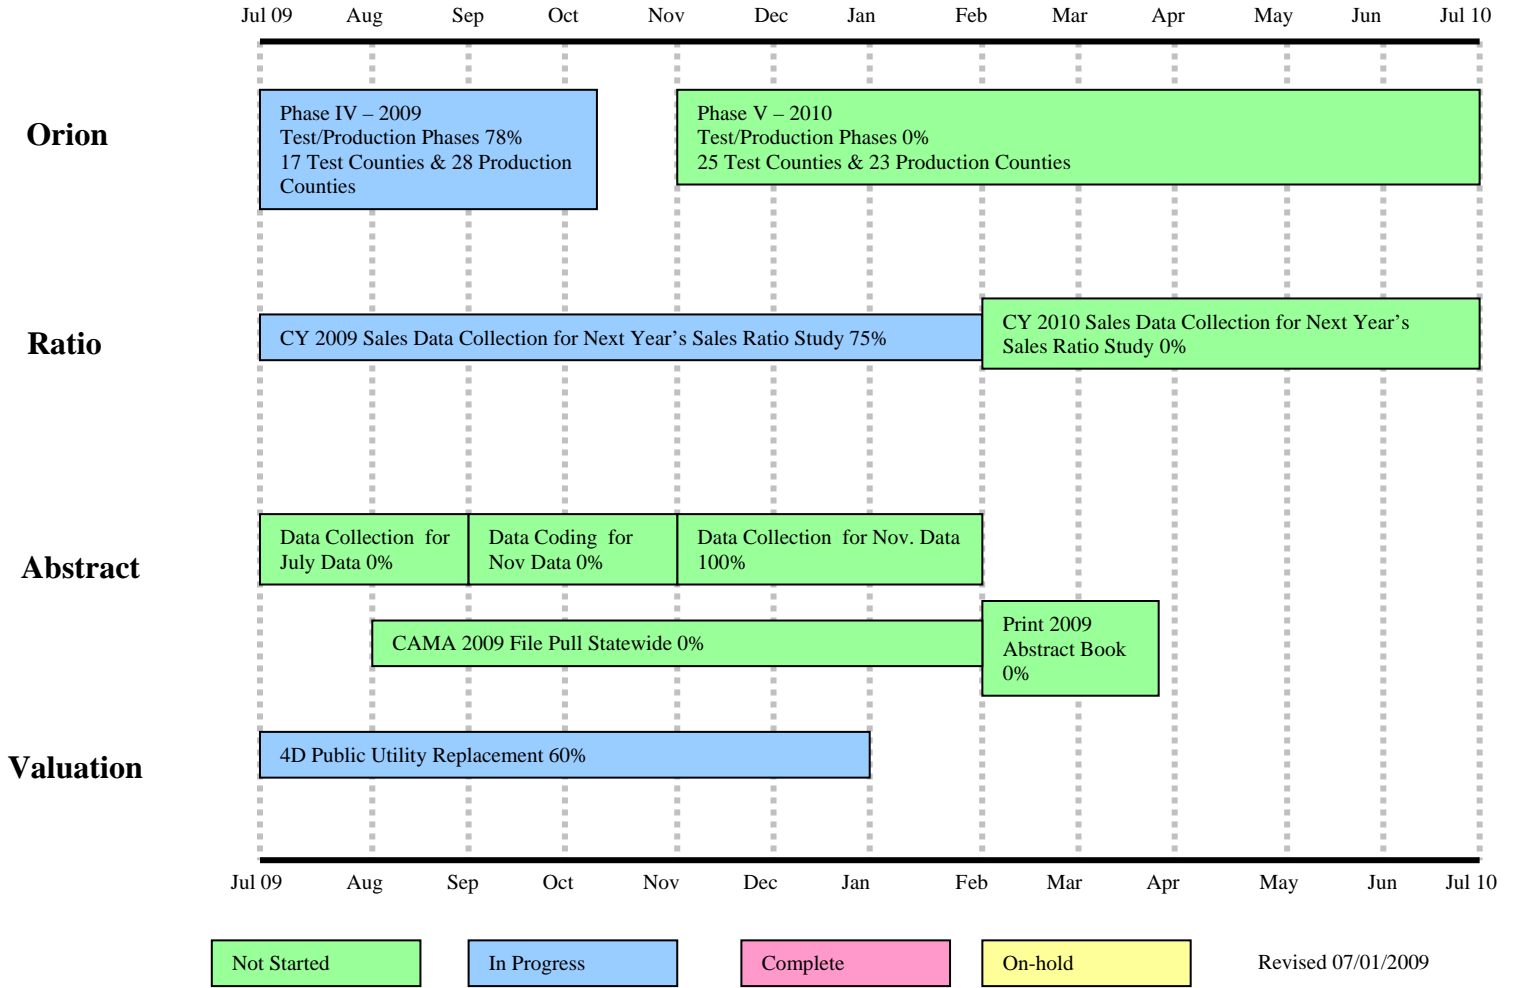 Jul 09 Aug Sep Oct Nov Dec Jan Feb Mar Apr May Jun Jul 10
Orion
Phase IV – 2009
Test/Production Phases 78%
17 Test Counties & 28 Production
Counties
Phase V – 2010
Test/Production Phases 0%
25 Test Counties & 23 Production Counties
Ratio
CY 2009 Sales Data Collection for Next Year’s Sales Ratio Study 75%
CY 2010 Sales Data Collection for Next Year’s
Sales Ratio Study 0%
Abstract
Data Collection for
July Data 0%
Data Coding for
Nov Data 0%
Data Collection for Nov. Data
100%
CAMA 2009 File Pull Statewide 0%
Print 2009
Abstract Book
0%
Valuation
4D Public Utility Replacement 60%
Jul 09 Aug Sep Oct Nov Dec Jan Feb Mar Apr May Jun Jul 10
Not Started
In Progress
Complete
On-hold
Revised 07/01/2009